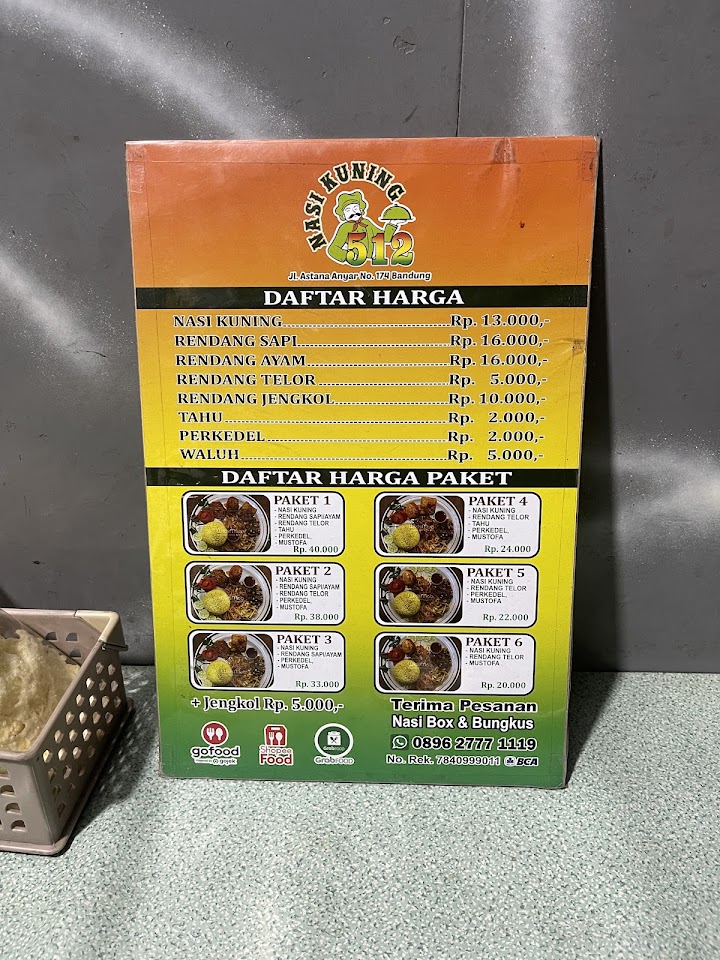 NASI KUNING
512
Jl. Astana Anyar No. 174 Bandung
DAFTAR HARGA
NASI KUNING Rp. 13.000,-
RENDANG SAPI Rp. 16.000,-
RENDANG AYAM Rp. 16.000,-
RENDANG TELOR Rp. 5.000,-
RENDANG JENGKOL Rp. 10.000,-
TAHU Rp. 2.000,-
PERKEDEL Rp. 2.000,-
WALUH Rp. 5.000,-
DAFTAR HARGA PAKET
PAKET 1
- NASI KUNING
- RENDANG SAPI/AYAM
- RENDANG TELOR
- TAHU
- PERKEDEL,
- MUSTOFA
Rp. 40.000
PAKET 2
- NASI KUNING
- RENDANG SAPI/AYAM
- RENDANG TELOR
- PERKEDEL,
- MUSTOFA
Rp. 38.000
PAKET 3
- NASI KUNING
- RENDANG SAPI/AYAM
- PERKEDEL,
- MUSTOFA
Rp. 33.000
PAKET 4
- NASI KUNING
- RENDANG TELOR
- TAHU
- PERKEDEL,
- MUSTOFA
Rp. 24.000
PAKET 5
- NASI KUNING
- RENDANG TELOR
- PERKEDEL,
- MUSTOFA
Rp. 22.000
PAKET 6
- NASI KUNING
- RENDANG TELOR
- MUSTOFA
Rp. 20.000
+ Jengkol Rp. 5.000,-
gofood
gojek
Shopee
Food
GrabFOOD
GrabFOOD
Terima Pesanan
Nasi Box & Bungkus
0896 2777 1119
No. Rek. 7840999011 BCA